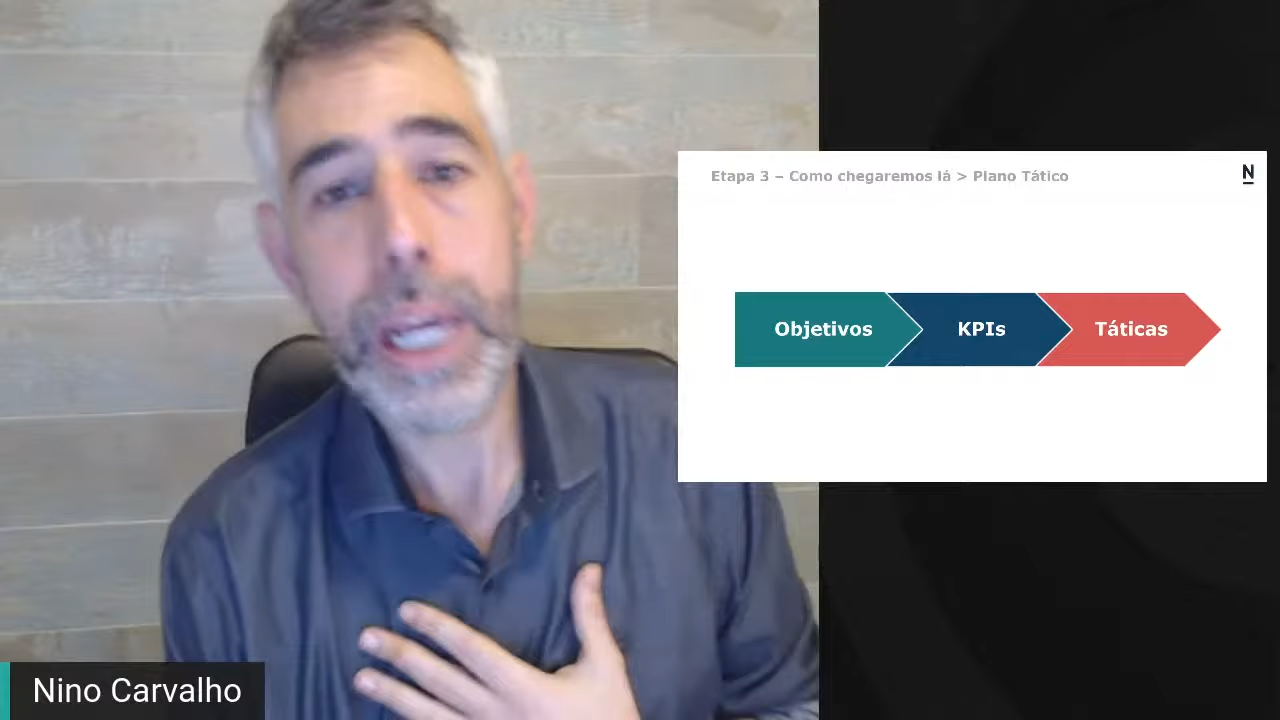 Etapa 3 – Como chegaremos lá > Plano Tático
N
Objetivos
KPIs
Táticas
Nino Carvalho